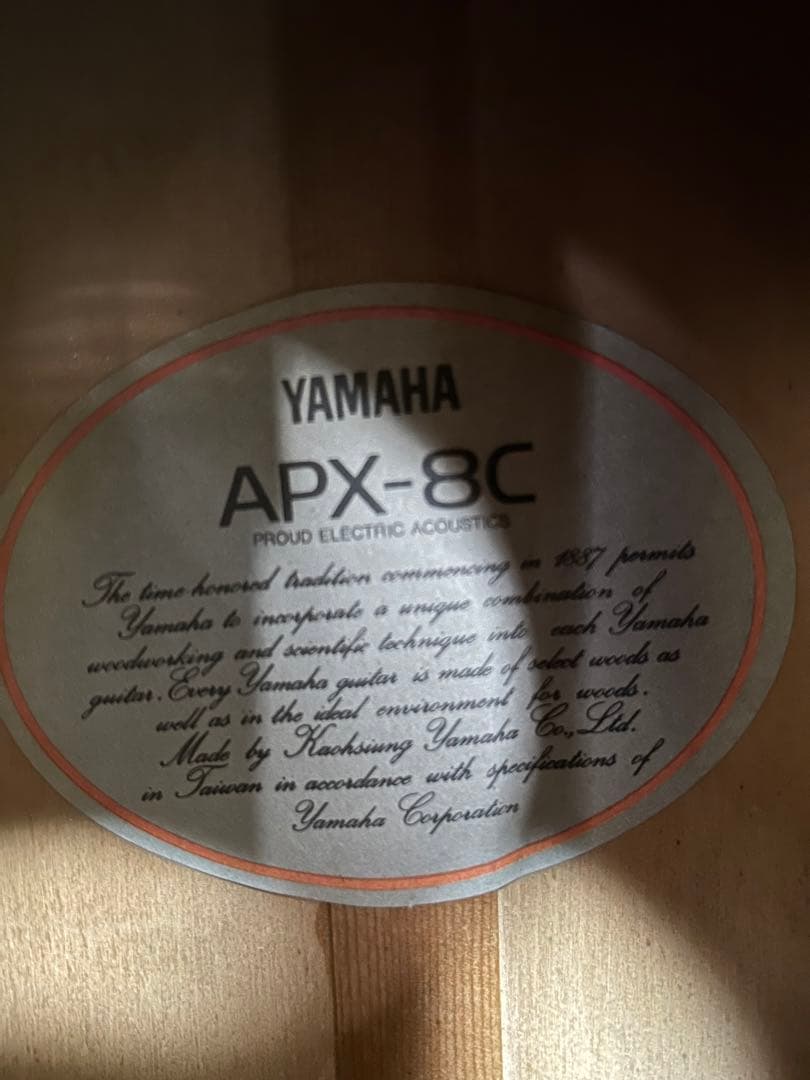 YAMAHA
APX-8C
PROUD ELECTRIC ACOUSTICS
The time-honored tradition commencing in 1887 permits
Yamaha to incorporate a unique combination of
woodworking and scientific technique into each Yamaha
guitar. Every Yamaha guitar is made of select woods as
well as in the ideal environment for woods.
Made by Kaohsiung Yamaha Co., Ltd.
in Taiwan in accordance with specifications of
Yamaha Corporation